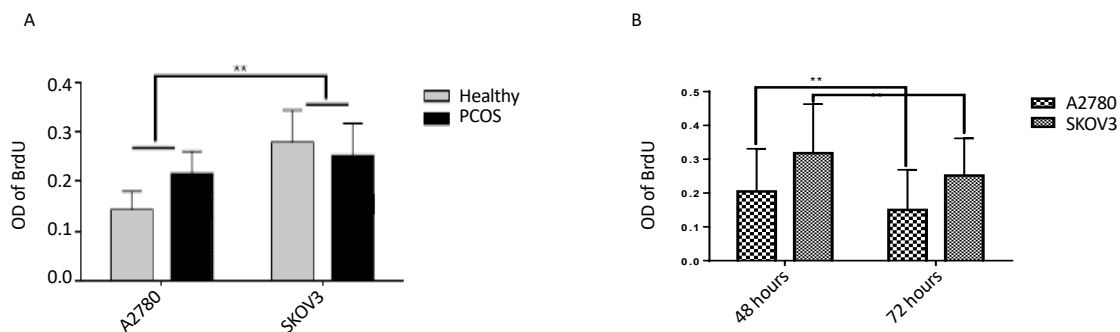 A
**
0.4
0.3
0.2
0.1
0.0
OD of BrdU
A2780
SKOV3
Healthy
PCOS
B
**
**
0.5
0.4
0.3
0.2
0.1
0.0
OD of BrdU
48 hours
72 hours
A2780
SKOV3